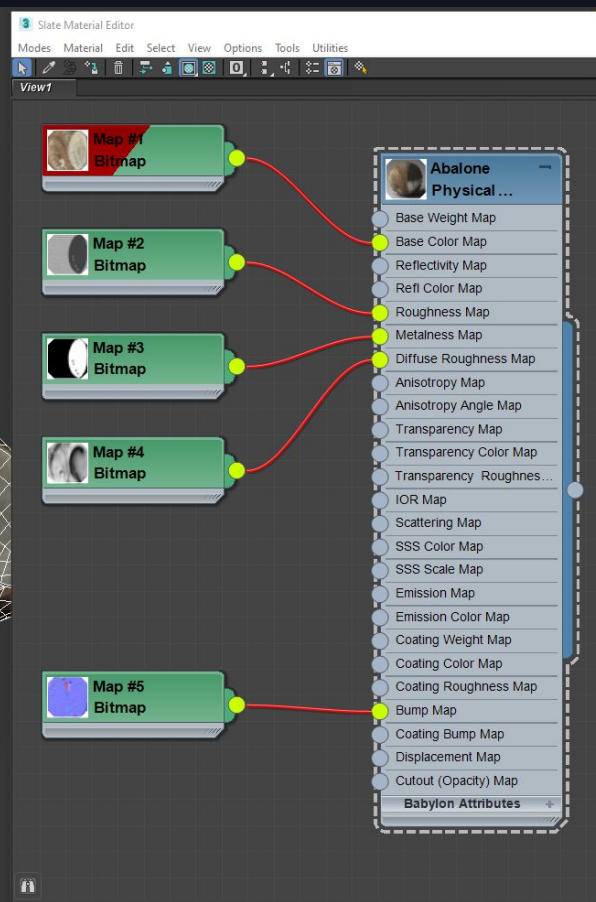 3 Slate Material Editor
Modes Material Edit Select View Options Tools Utilities
0
View1
Map #1
Bitmap
Map #2
Bitmap
Map #3
Bitmap
Map #4
Bitmap
Map #5
Bitmap
Abalone
Physical ...
Base Weight Map
Base Color Map
Reflectivity Map
Refl Color Map
Roughness Map
Metalness Map
Diffuse Roughness Map
Anisotropy Map
Anisotropy Angle Map
Transparency Map
Transparency Color Map
Transparency Roughnes...
IOR Map
Scattering Map
SSS Color Map
SSS Scale Map
Emission Map
Emission Color Map
Coating Weight Map
Coating Color Map
Coating Roughness Map
Bump Map
Coating Bump Map
Displacement Map
Cutout (Opacity) Map
Babylon Attributes +